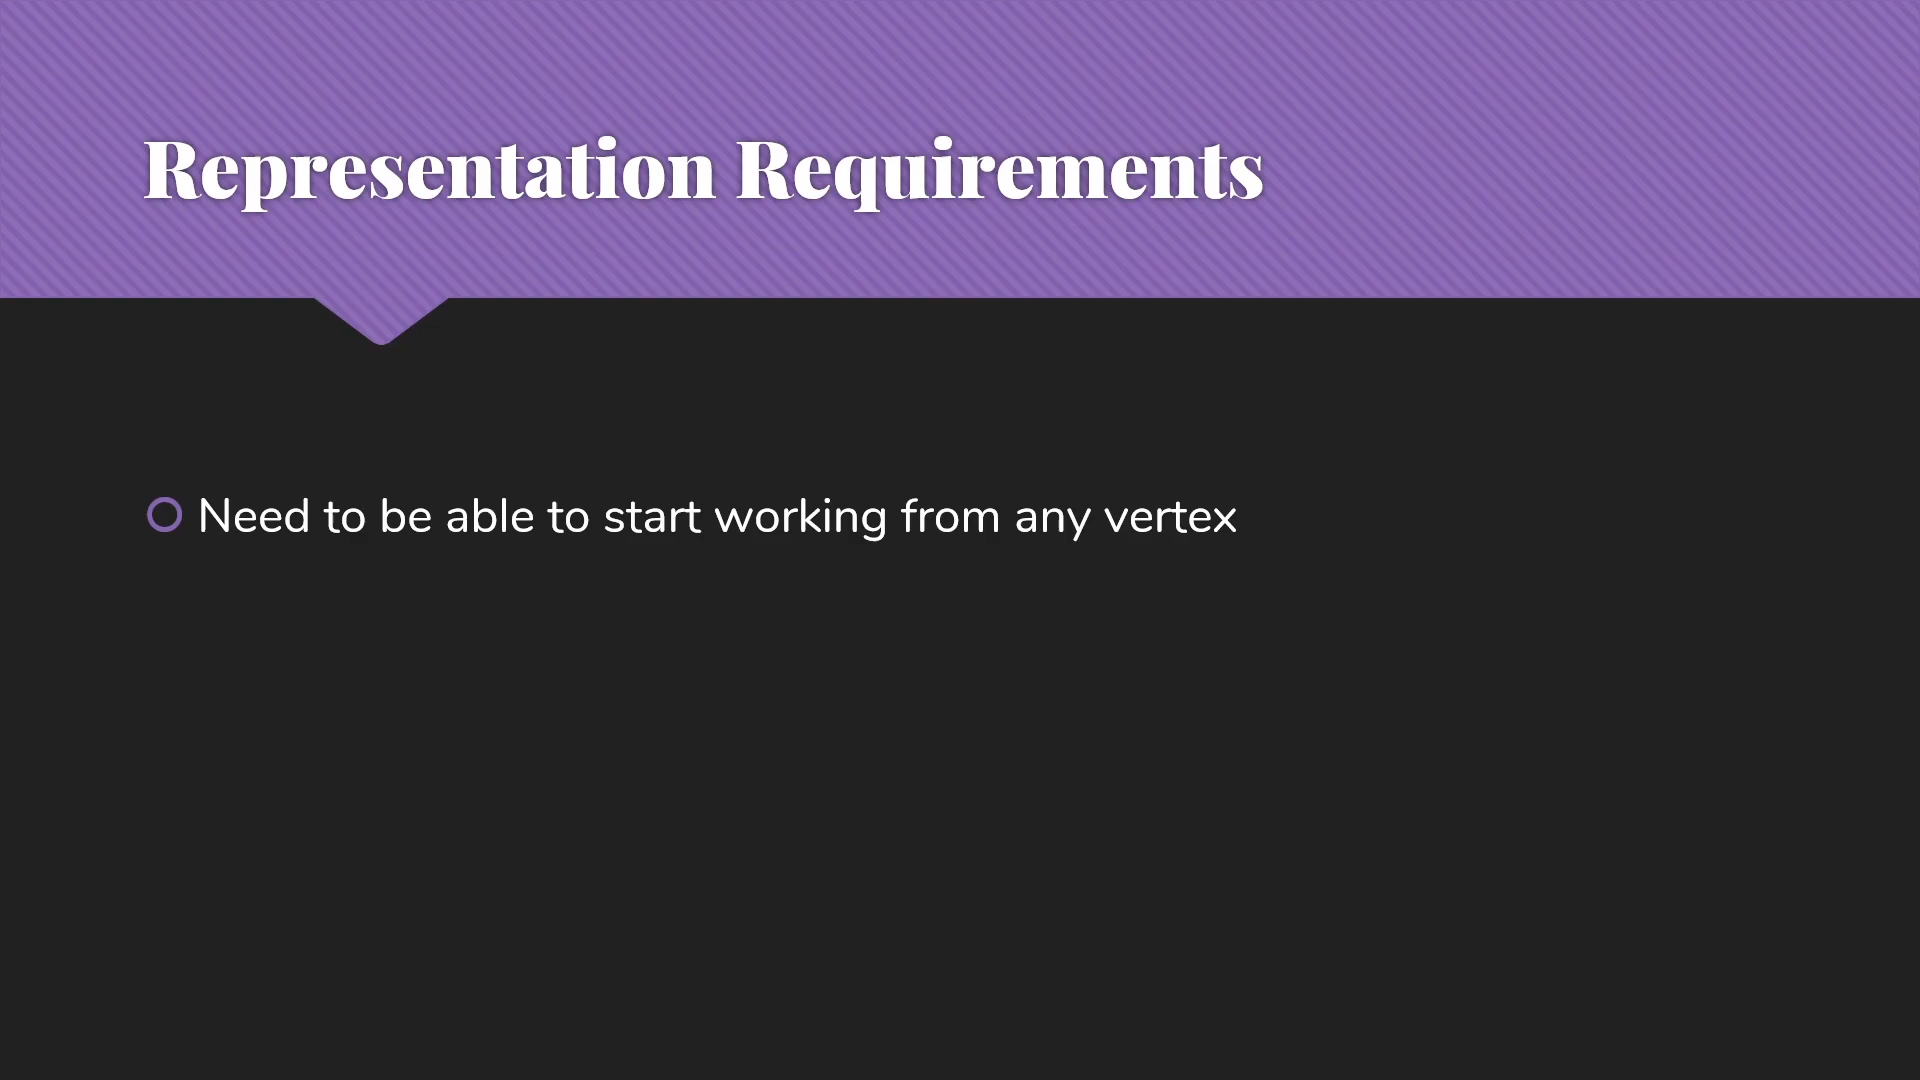 Representation Requirements
Need to be able to start working from any vertex